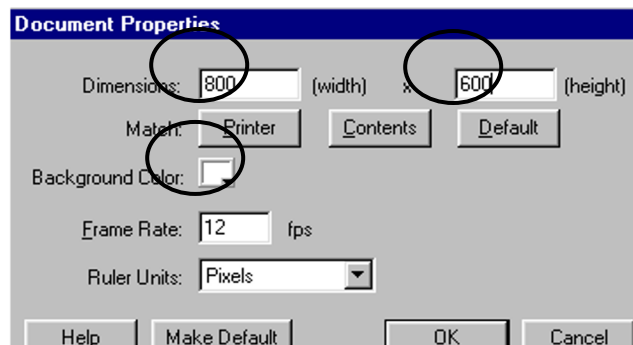 Document Properties
Dimensions: 800 (width) x 600 (height)
Match: Printer Contents Default
Background Color:
Frame Rate: 12 fps
Ruler Units: Pixels
Help Make Default OK Cancel